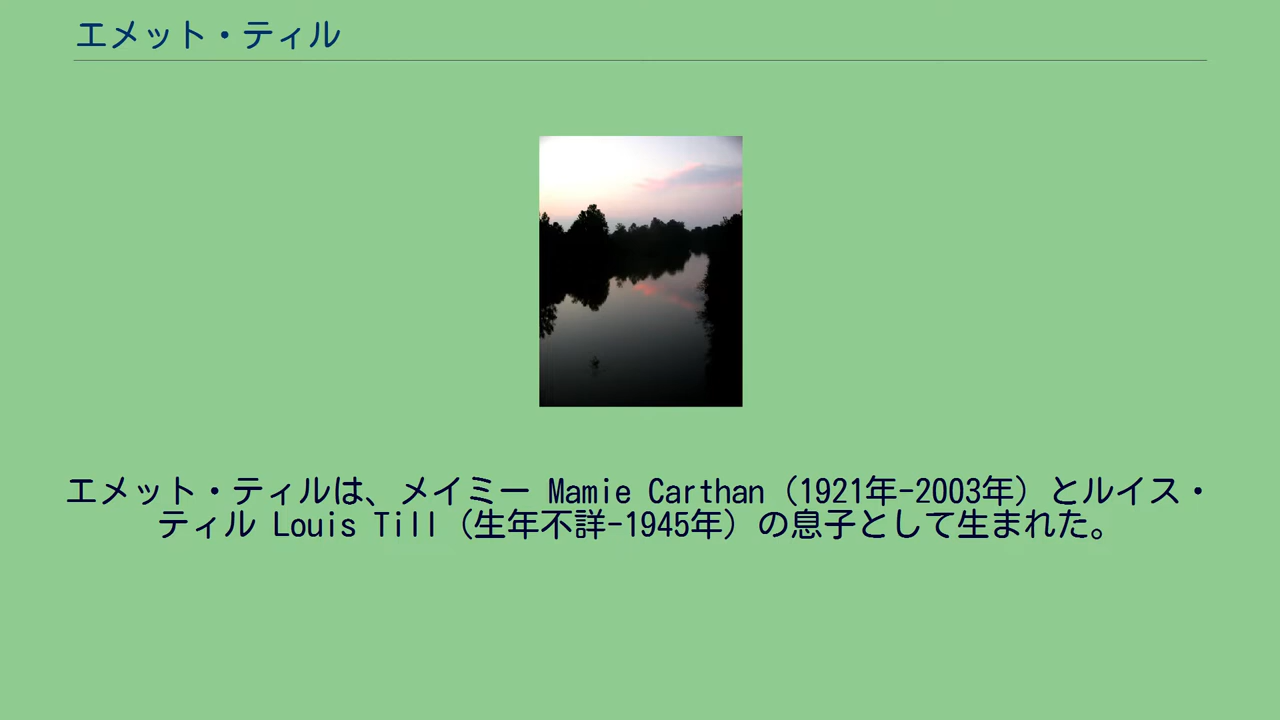 エメット・ティル
エメット・ティルは、メイミー Mamie Carthan（1921年-2003年）とルイス・
ティル Louis Till（生年不詳-1945年）の息子として生まれた。